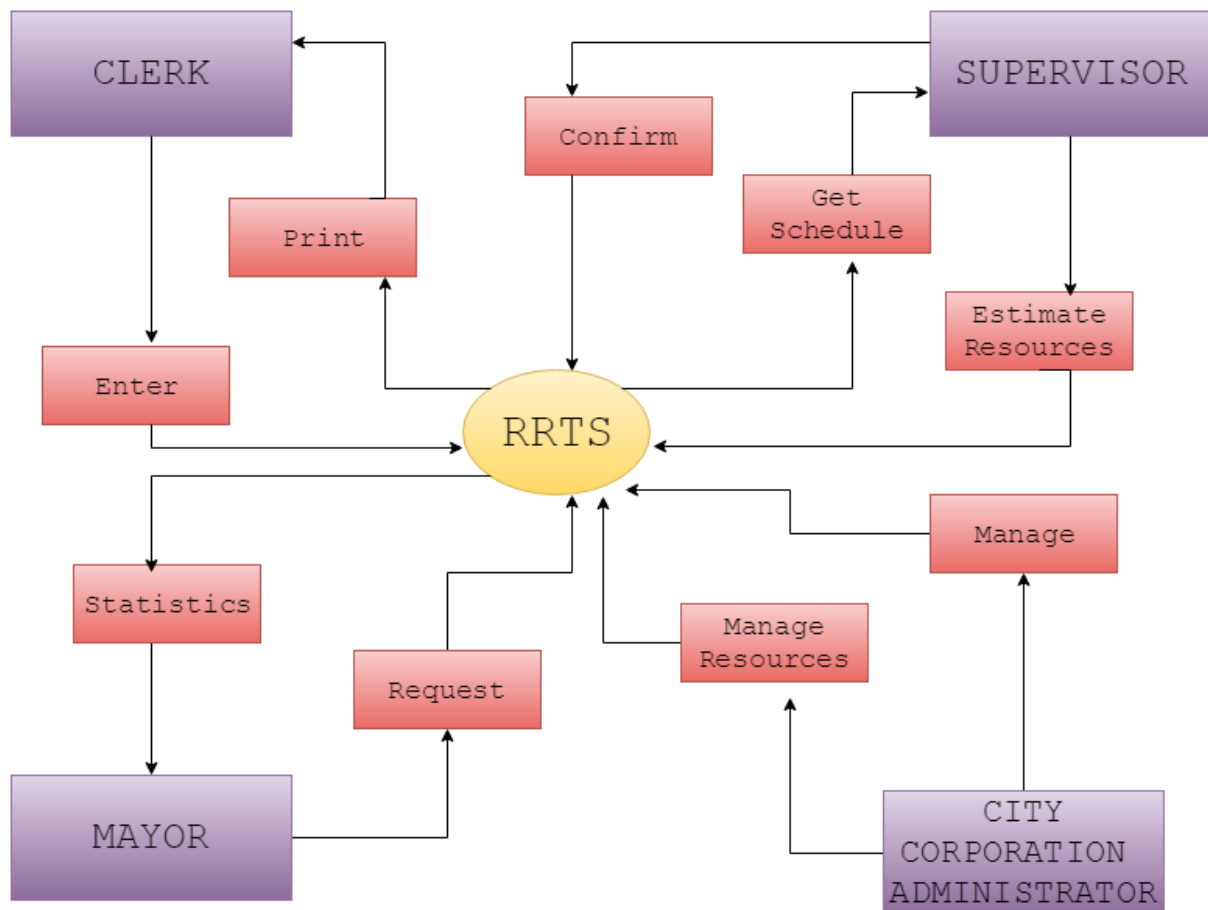 CLERK
SUPERVISOR
Confirm
Print
Get
Schedule
Estimate
Resources
Enter
RRTS
Manage
Statistics
Manage
Resources
Request
MAYOR
CITY
CORPORATION
ADMINISTRATOR